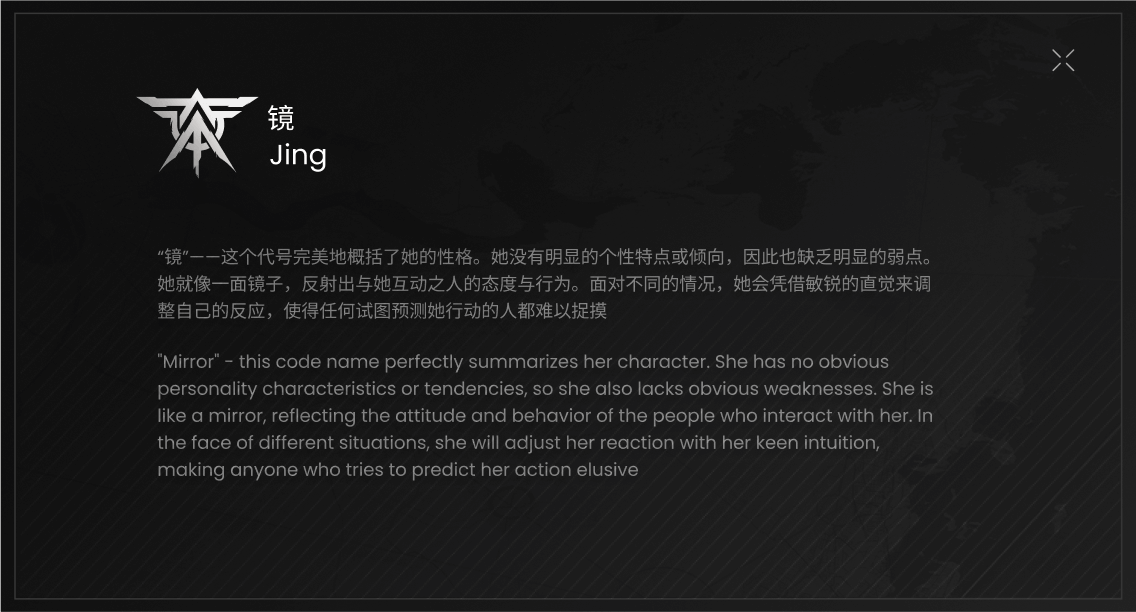 镜
Jing
“镜”——这个代号完美地概括了她的性格。她没有明显的个性特点或倾向，因此也缺乏明显的弱点。
她就像一面镜子，反射出与她互动之人的态度与行为。面对不同的情况，她会凭借敏锐的直觉来调
整自己的反应，使得任何试图预测她行动的人都难以捉摸
"Mirror" - this code name perfectly summarizes her character. She has no obvious
personality characteristics or tendencies, so she also lacks obvious weaknesses. She is
like a mirror, reflecting the attitude and behavior of the people who interact with her. In
the face of different situations, she will adjust her reaction with her keen intuition,
making anyone who tries to predict her action elusive